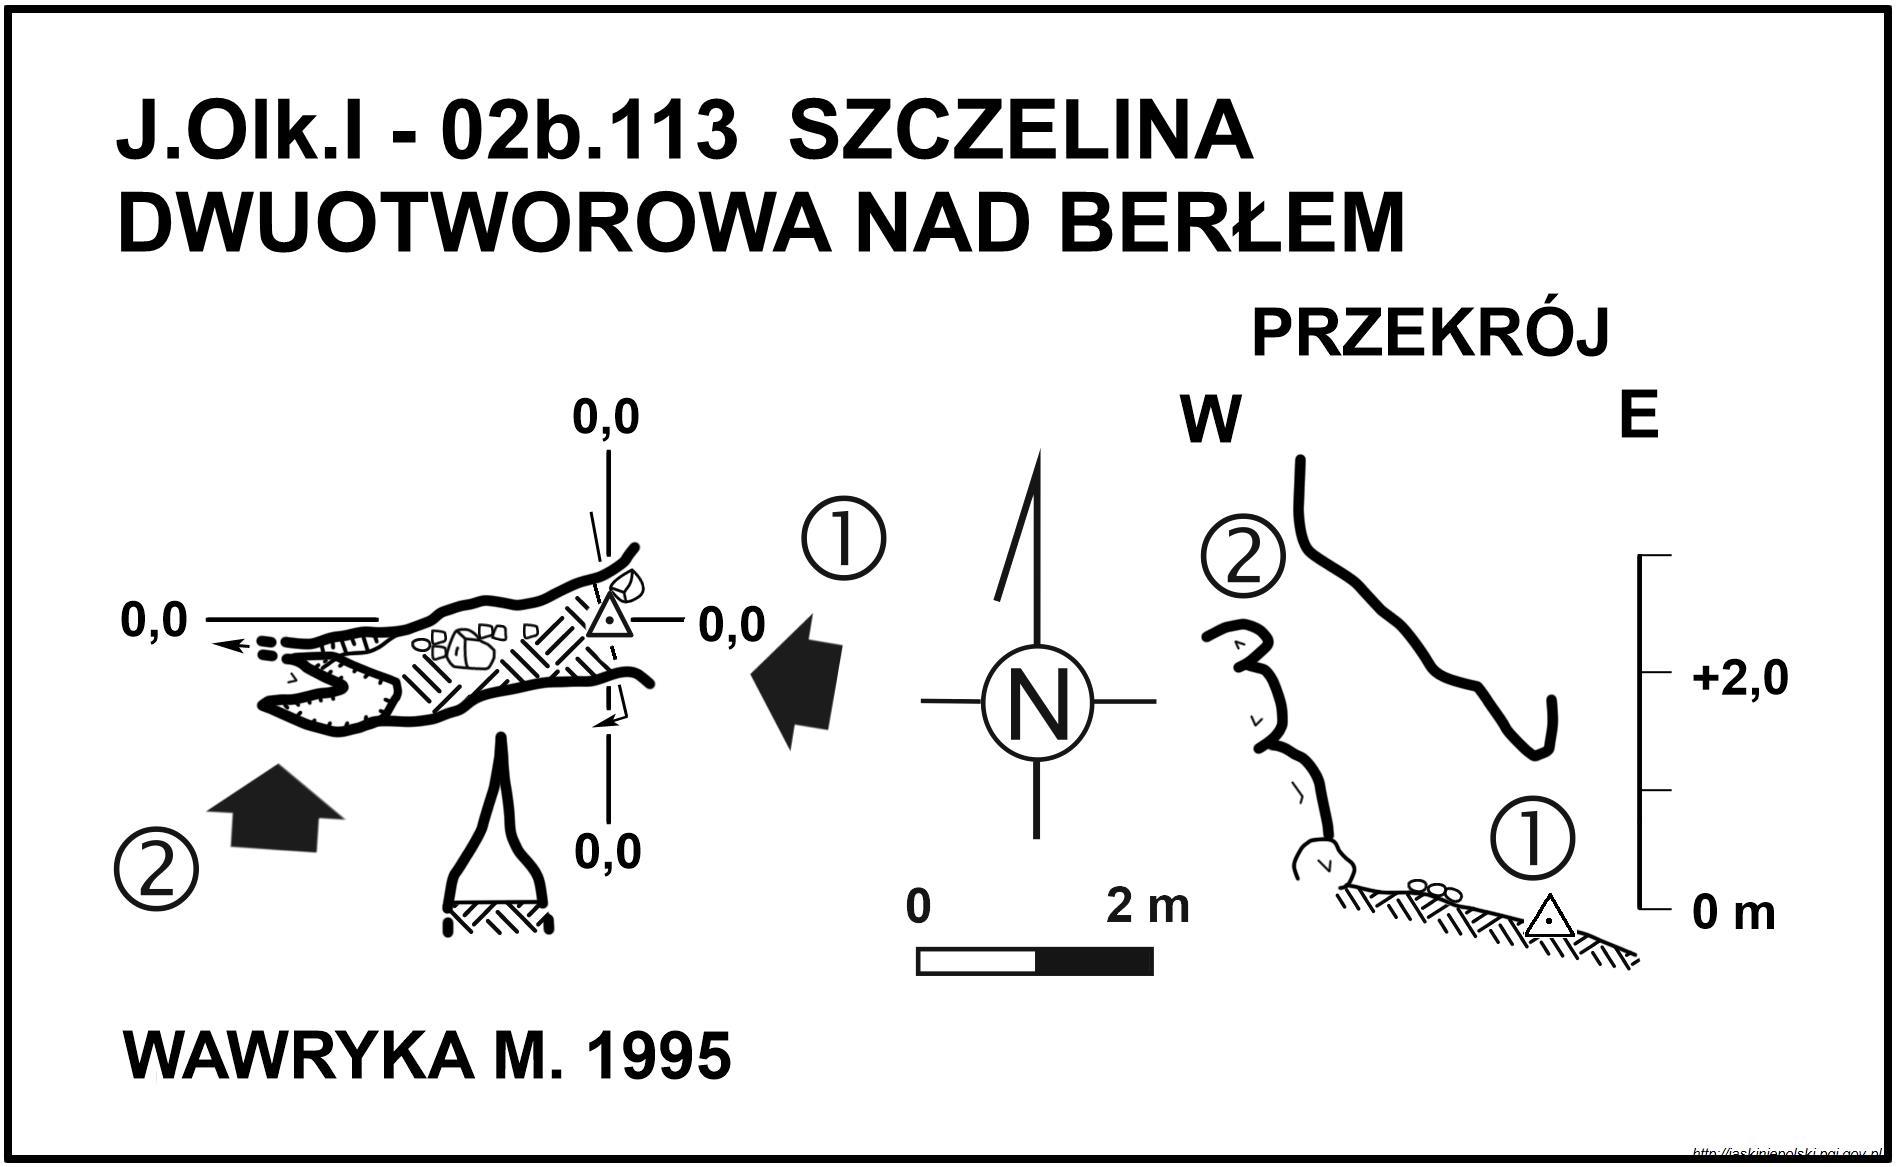 J.Olk.I - 02b.113 SZCZELINA
DWUOTWOROWA NAD BERŁEM
PRZEKRÓJ
W
E
0,0
1
2
0,0
0,0
+2,0
N
2
0,0
1
0
2 m
0 m
WAWRYKA M. 1995
http://jaskiniepolski.pgi.gov.pl